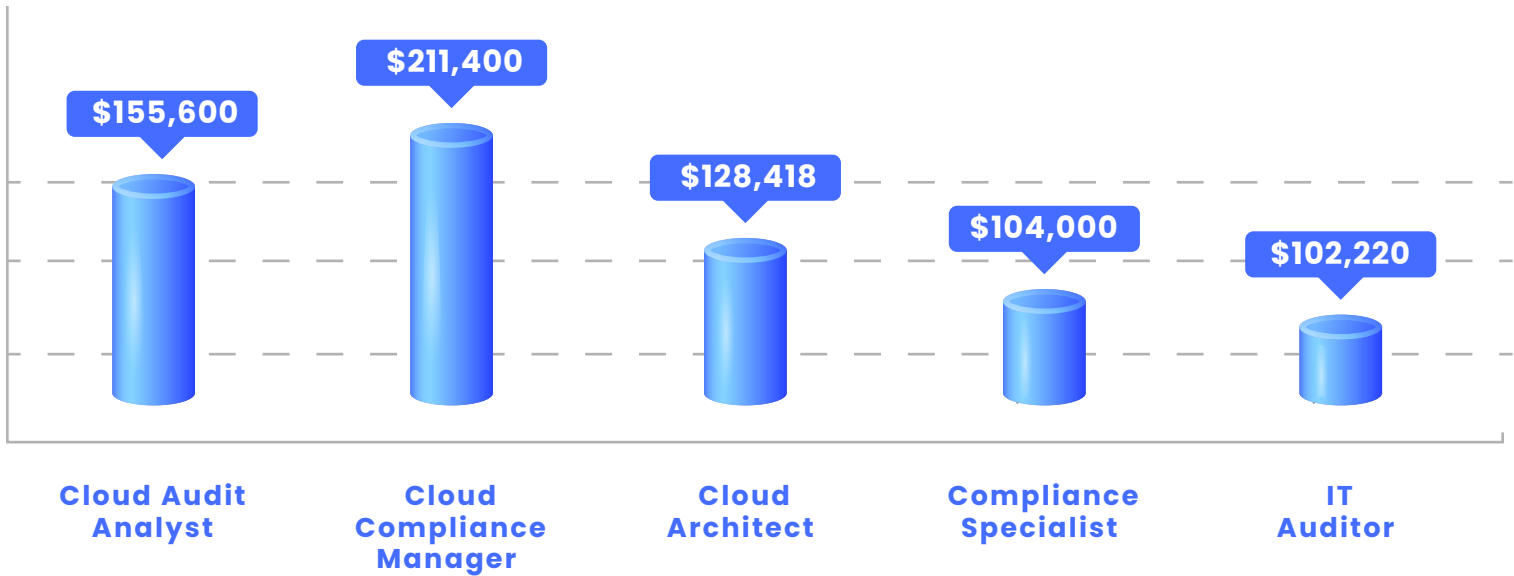 $155,600
$211,400
$128,418
$104,000
$102,220
Cloud Audit
Analyst
Cloud
Compliance
Manager
Cloud
Architect
Compliance
Specialist
IT
Auditor